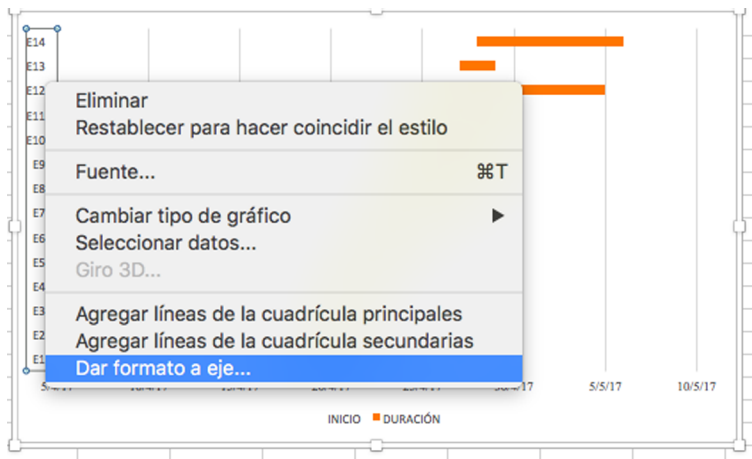 E14
E13
E12
E11
E10
E9
E8
E7
E6
E5
E4
E3
E2
E1
Eliminar
Restablecer para hacer coincidir el estilo
Fuente... ⌘T
Cambiar tipo de gráfico ▶
Seleccionar datos...
Giro 3D...
Agregar líneas de la cuadrícula principales
Agregar líneas de la cuadrícula secundarias
Dar formato a eje...
5/5/17 10/5/17
INICIO DURACIÓN